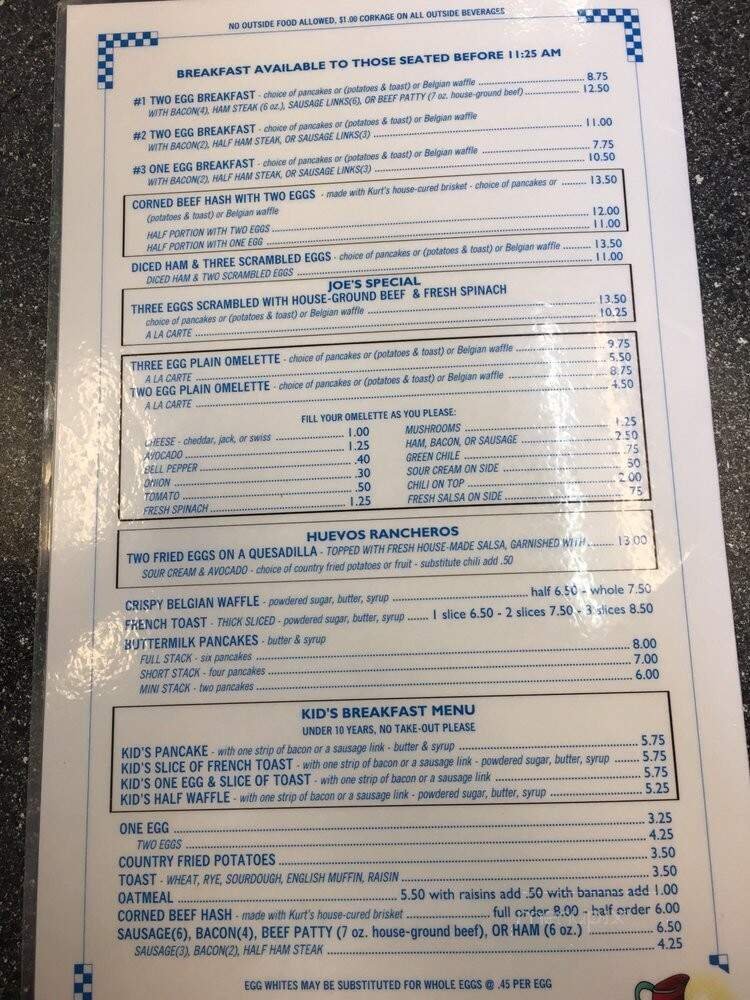 NO OUTSIDE FOOD ALLOWED, $1.00 CORKAGE ON ALL OUTSIDE BEVERAGES
BREAKFAST AVAILABLE TO THOSE SEATED BEFORE 11:25 AM
#1 TWO EGG BREAKFAST - choice of pancakes or (potatoes & toast) or Belgian waffle 8.75
WITH BACON(4), HAM STEAK (6 oz.), SAUSAGE LINKS(6), OR BEEF PATTY (7 oz. house-ground beef) 12.50
#2 TWO EGG BREAKFAST - choice of pancakes or (potatoes & toast) or Belgian waffle
WITH BACON(2), HALF HAM STEAK, OR SAUSAGE LINKS(3) 11.00
#3 ONE EGG BREAKFAST - choice of pancakes or (potatoes & toast) or Belgian waffle 7.75
WITH BACON(2), HALF HAM STEAK, OR SAUSAGE LINKS(3) 10.50
CORNED BEEF HASH WITH TWO EGGS - made with Kurt's house-cured brisket - choice of pancakes or 13.50
(potatoes & toast) or Belgian waffle
HALF PORTION WITH TWO EGGS 12.00
HALF PORTION WITH ONE EGG 11.00
DICED HAM & THREE SCRAMBLED EGGS - choice of pancakes or (potatoes & toast) or Belgian waffle 13.50
DICED HAM & TWO SCRAMBLED EGGS 11.00
JOE'S SPECIAL
THREE EGGS SCRAMBLED WITH HOUSE-GROUND BEEF & FRESH SPINACH
choice of pancakes or (potatoes & toast) or Belgian waffle 13.50
A LA CARTE 10.25
THREE EGG PLAIN OMELETTE - choice of pancakes or (potatoes & toast) or Belgian waffle 9.75
A LA CARTE 5.50
TWO EGG PLAIN OMELETTE - choice of pancakes or (potatoes & toast) or Belgian waffle 8.75
A LA CARTE 4.50
FILL YOUR OMELETTE AS YOU PLEASE:
CHEESE - cheddar, jack, or swiss 1.00
AVOCADO 1.25
BELL PEPPER .40
ONION .30
TOMATO .50
FRESH SPINACH 1.25
MUSHROOMS 1.25
HAM, BACON, OR SAUSAGE 2.50
GREEN CHILE .75
SOUR CREAM ON SIDE .50
CHILI ON TOP 2.00
FRESH SALSA ON SIDE .75
HUEVOS RANCHEROS
TWO FRIED EGGS ON A QUESADILLA - TOPPED WITH FRESH HOUSE-MADE SALSA, GARNISHED WITH 13.00
SOUR CREAM & AVOCADO - choice of country fried potatoes or fruit - substitute chili add .50
CRISPY BELGIAN WAFFLE - powdered sugar, butter, syrup half 6.50 - whole 7.50
FRENCH TOAST - THICK SLICED - powdered sugar, butter, syrup 1 slice 6.50 - 2 slices 7.50 - 3 slices 8.50
BUTTERMILK PANCAKES - butter & syrup
FULL STACK - six pancakes 8.00
SHORT STACK - four pancakes 7.00
MINI STACK - two pancakes 6.00
KID'S BREAKFAST MENU
UNDER 10 YEARS, NO TAKE-OUT PLEASE
KID'S PANCAKE - with one strip of bacon or a sausage link - butter & syrup 5.75
KID'S SLICE OF FRENCH TOAST - with one strip of bacon or a sausage link - powdered sugar, butter, syrup 5.75
KID'S ONE EGG & SLICE OF TOAST - with one strip of bacon or a sausage link 5.75
KID'S HALF WAFFLE - with one strip of bacon or a sausage link - powdered sugar, butter, syrup 5.25
ONE EGG 3.25
TWO EGGS 4.25
COUNTRY FRIED POTATOES 3.50
TOAST - WHEAT, RYE, SOURDOUGH, ENGLISH MUFFIN, RAISIN 3.50
OATMEAL 5.50 with raisins add .50 with bananas add 1.00
CORNED BEEF HASH - made with Kurt's house-cured brisket full order 8.00 - half order 6.00
SAUSAGE(6), BACON(4), BEEF PATTY (7 oz. house-ground beef), OR HAM (6 oz.) 6.50
SAUSAGE(3), BACON(2), HALF HAM STEAK 4.25
EGG WHITES MAY BE SUBSTITUTED FOR WHOLE EGGS @ .45 PER EGG